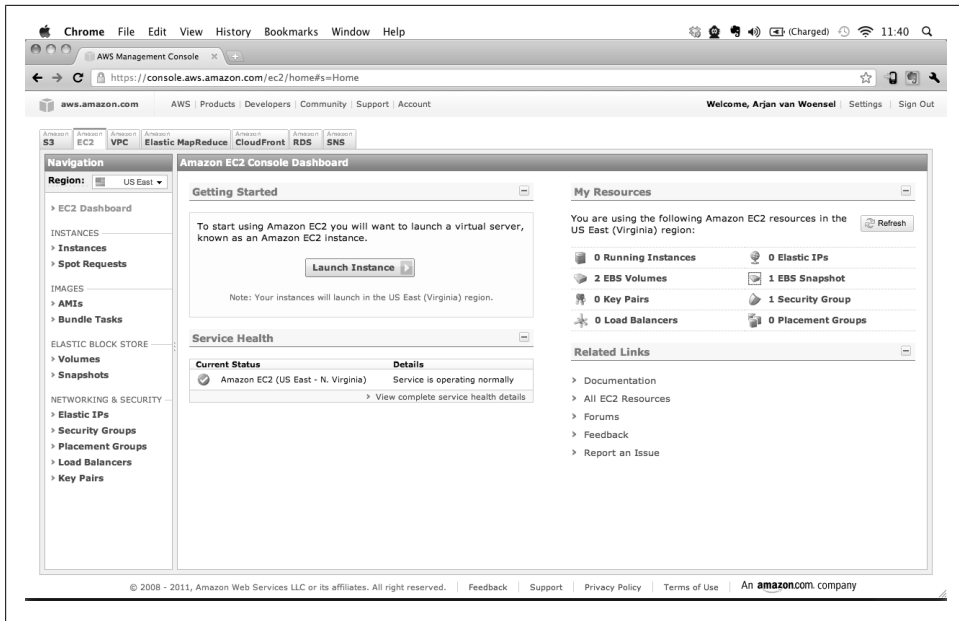 Chrome File Edit View History Bookmarks Window Help (Charged) 11:40
AWS Management Console
https://console.aws.amazon.com/ec2/home#s=Home
aws.amazon.com AWS | Products | Developers | Community | Support | Account Welcome, Arjan van Woensel | Settings | Sign Out
Amazon S3 Amazon EC2 Amazon VPC Amazon Elastic MapReduce Amazon CloudFront Amazon RDS Amazon SNS
Navigation
Region: US East
> EC2 Dashboard
INSTANCES
> Instances
> Spot Requests
IMAGES
> AMIs
> Bundle Tasks
ELASTIC BLOCK STORE
> Volumes
> Snapshots
NETWORKING & SECURITY
> Elastic IPs
> Security Groups
> Placement Groups
> Load Balancers
> Key Pairs
Amazon EC2 Console Dashboard
Getting Started
To start using Amazon EC2 you will want to launch a virtual server,
known as an Amazon EC2 instance.
Launch Instance
Note: Your instances will launch in the US East (Virginia) region.
Service Health
Current Status Details
Amazon EC2 (US East - N. Virginia) Service is operating normally
> View complete service health details
My Resources
You are using the following Amazon EC2 resources in the
US East (Virginia) region:
Refresh
0 Running Instances 0 Elastic IPs
2 EBS Volumes 1 EBS Snapshot
0 Key Pairs 1 Security Group
0 Load Balancers 0 Placement Groups
Related Links
> Documentation
> All EC2 Resources
> Forums
> Feedback
> Report an Issue
© 2008 - 2011, Amazon Web Services LLC or its affiliates. All right reserved. | Feedback | Support | Privacy Policy | Terms of Use | An amazon.com. company